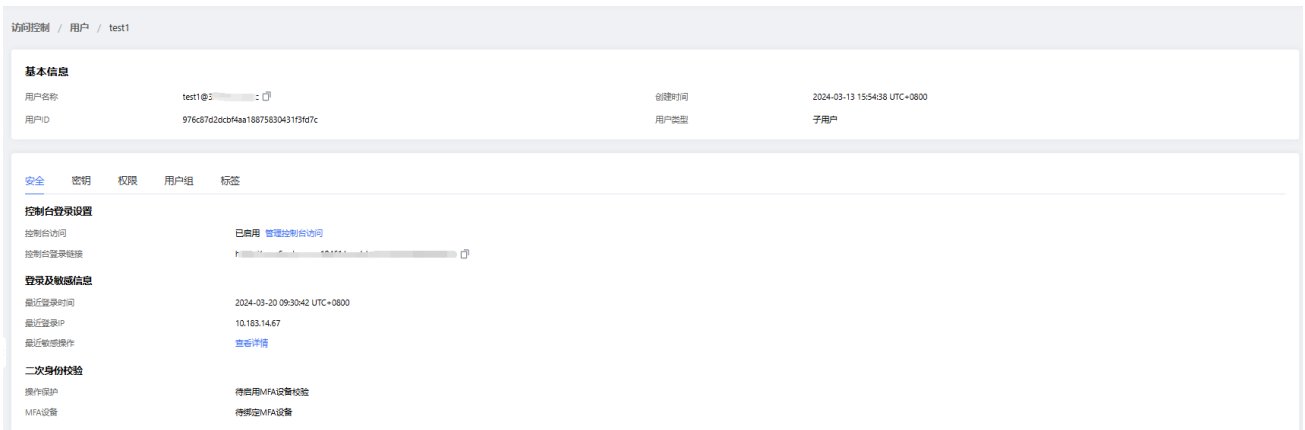 访问控制 / 用户 / test1
基本信息
用户名称 test1@3 创建时间 2024-03-13 15:54:38 UTC+0800
用户ID 976c87d2dcbf4aa18875830431f3fd7c 用户类型 子用户
安全 密钥 权限 用户组 标签
控制台登录设置
控制台访问 已启用 管理控制台访问
控制台登录链接
登录及敏感信息
最近登录时间 2024-03-20 09:30:42 UTC+0800
最近登录IP 10.183.14.67
最近敏感操作 查看详情
二次身份校验
操作保护 待启用MFA设备校验
MFA设备 待绑定MFA设备